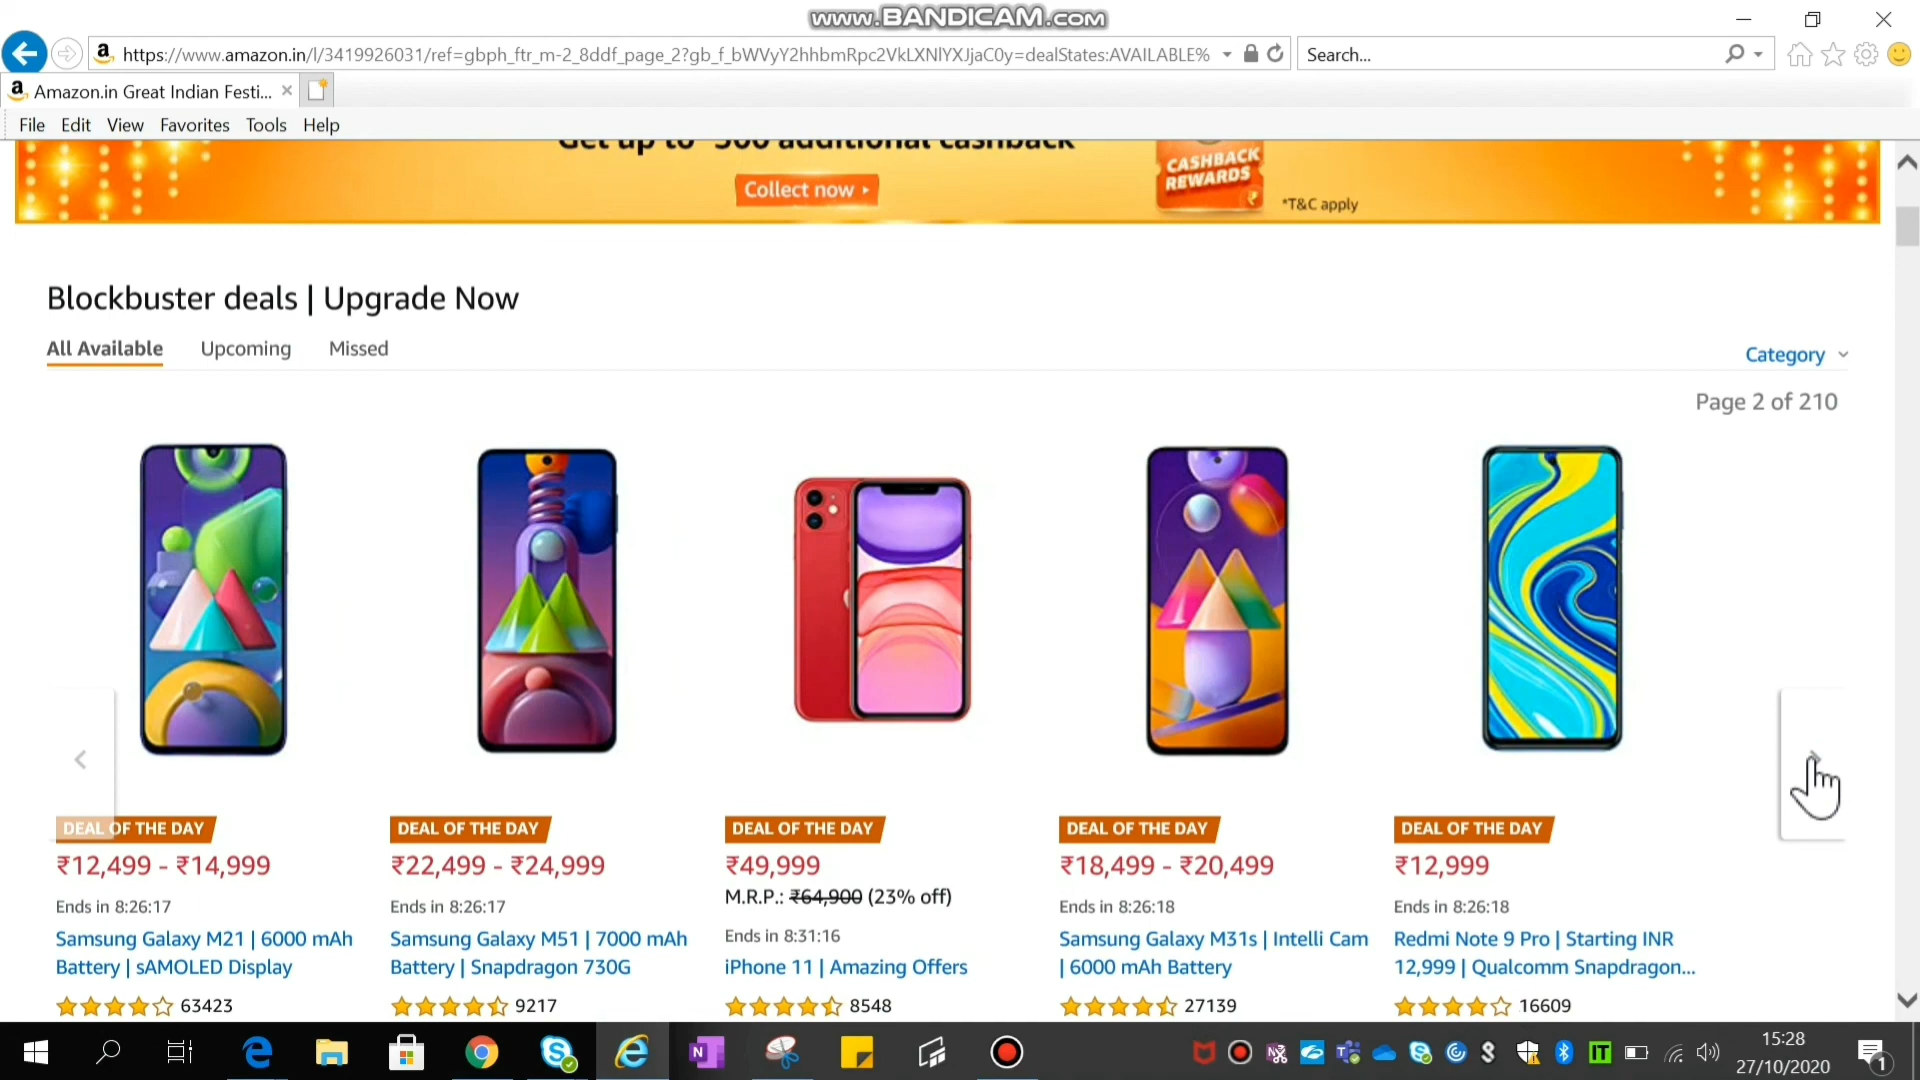 www.BANDICAM.com
https://www.amazon.in/l/3419926031/ref=gbph_ftr_m-2_8ddf_page_2?gb_f_bWVyY2hhbmRpc2VkLXNlYXJjaC0y=dealStates:AVAILABLE%
Search...
Amazon.in Great Indian Festi...
File Edit View Favorites Tools Help
Get up to 500 additional cashback
Collect now
CASHBACK
REWARDS
*T&C apply
Blockbuster deals | Upgrade Now
All Available Upcoming Missed
Category
Page 2 of 210
DEAL OF THE DAY
₹12,499 - ₹14,999
Ends in 8:26:17
Samsung Galaxy M21 | 6000 mAh
Battery | sAMOLED Display
63423
DEAL OF THE DAY
₹22,499 - ₹24,999
Ends in 8:26:17
Samsung Galaxy M51 | 7000 mAh
Battery | Snapdragon 730G
9217
DEAL OF THE DAY
₹49,999
M.R.P.: ₹64,900 (23% off)
Ends in 8:31:16
iPhone 11 | Amazing Offers
8548
DEAL OF THE DAY
₹18,499 - ₹20,499
Ends in 8:26:18
Samsung Galaxy M31s | Intelli Cam
| 6000 mAh Battery
27139
DEAL OF THE DAY
₹12,999
Ends in 8:26:18
Redmi Note 9 Pro | Starting INR
12,999 | Qualcomm Snapdragon...
16609
15:28
27/10/2020
1